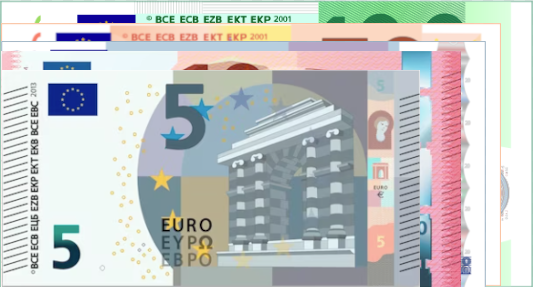 © BCE ECB EZB EKT EKP 2001
© BCE ECB EZB EKT EKP 2001
©BCE ECB ЕЦБ EZB EKP EKT EKB BCE EBC 2013
5
5
EURO
ΕΥΡΩ
ЕВРО
5
EURO
€
5